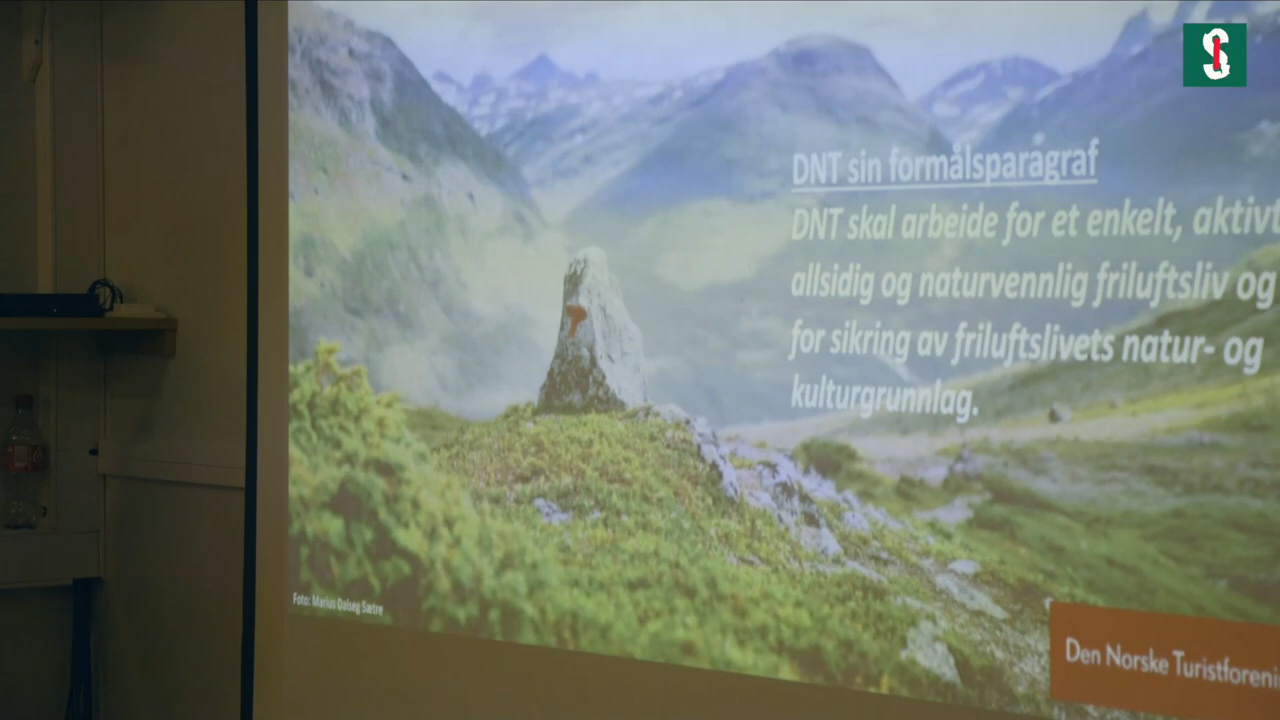 DNT sin formålsparagraf
DNT skal arbeide for et enkelt, aktivt
allsidig og naturvennlig friluftsliv og
for sikring av friluftslivets natur- og
kulturgrunnlag.
Foto: Marius Dalseg Sætre
Den Norske Turistforeni